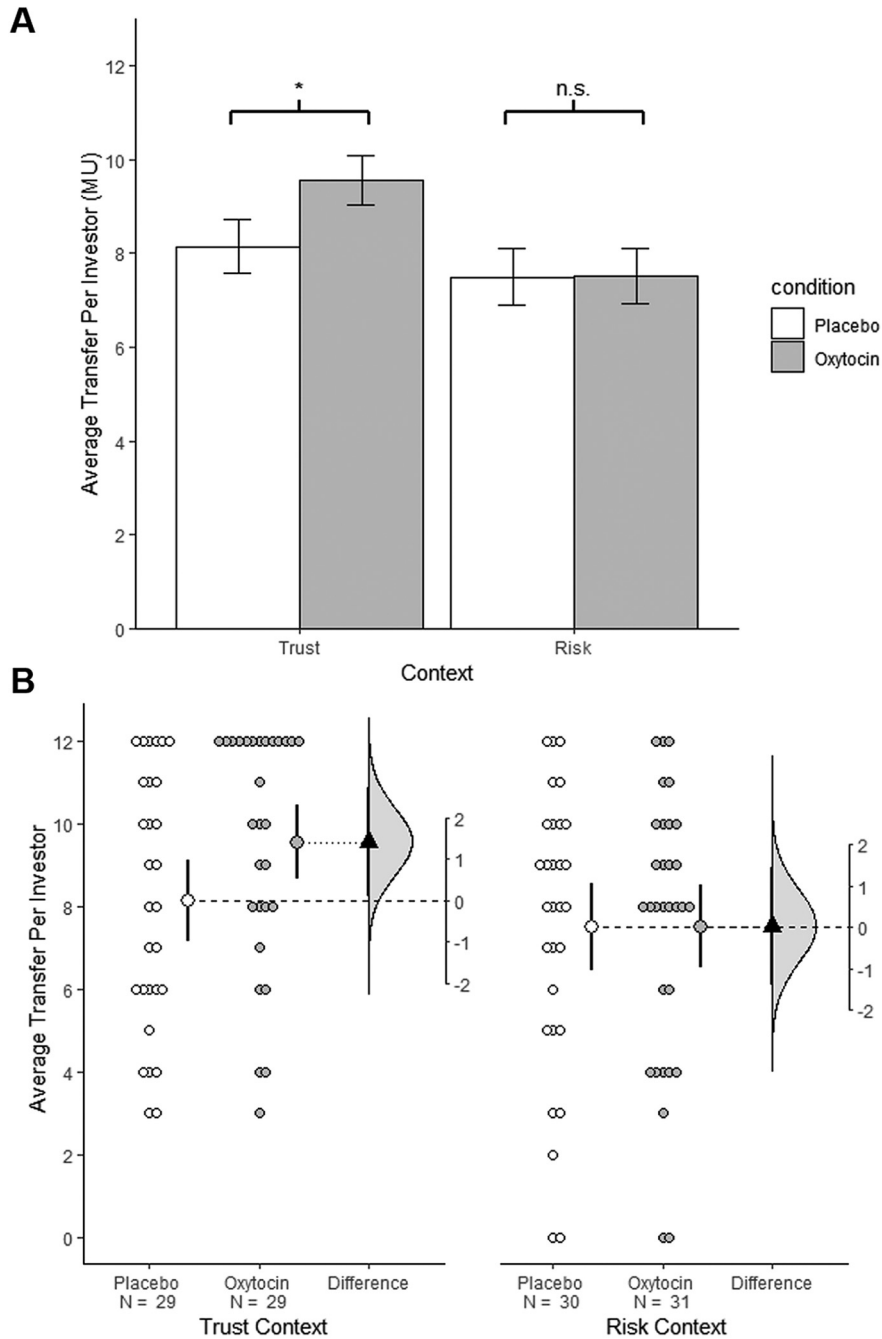 A
Average Transfer Per Investor (MU)
12
10
8
6
4
2
0
*
n.s.
Trust
Risk
Context
condition
Placebo
Oxytocin
B
Average Transfer Per Investor
12
10
8
6
4
2
0
2
1
0
-1
-2
2
1
0
-1
-2
Placebo
N = 29
Oxytocin
N = 29
Difference
Trust Context
Placebo
N = 30
Oxytocin
N = 31
Difference
Risk Context